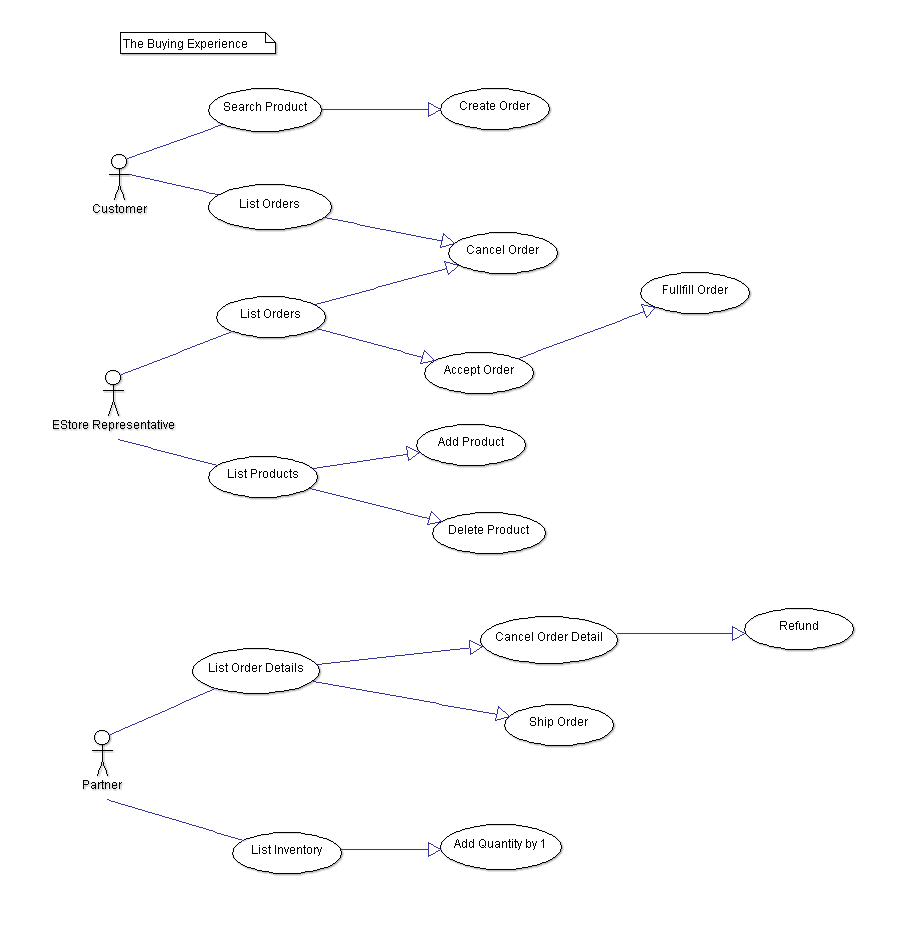 The Buying Experience
Search Product
Create Order
Customer
List Orders
Cancel Order
List Orders
Fullfill Order
Accept Order
EStore Representative
Add Product
List Products
Delete Product
Refund
Cancel Order Detail
List Order Details
Ship Order
Partner
List Inventory
Add Quantity by 1